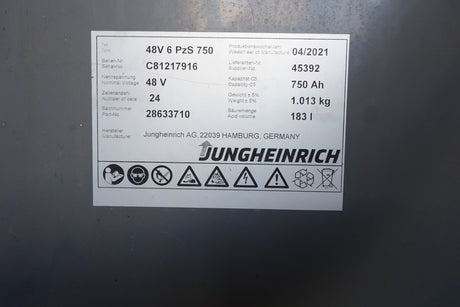 Typ 48V 6 PzS 750 Produktionswoche/Jahr 04/2021
Type Week/Year of Manufacture
Serien-Nr C81217916 Lieferanten-Nr. 45392
Serial-No. Supplier-No.
Nennspannung 48 V Kapazität C5 750 Ah
Nominal Voltage Capacity C5
Zellenanzahl 24 Gewicht ± 5% 1.013 kg
Number of cells Weight ± 5%
Sachnummer 28633710 Säuremenge 183 l
Part-No. Acid volume
Hersteller Jungheinrich AG, 22039 HAMBURG, GERMANY
Manufacturer
JUNGHEINRICH